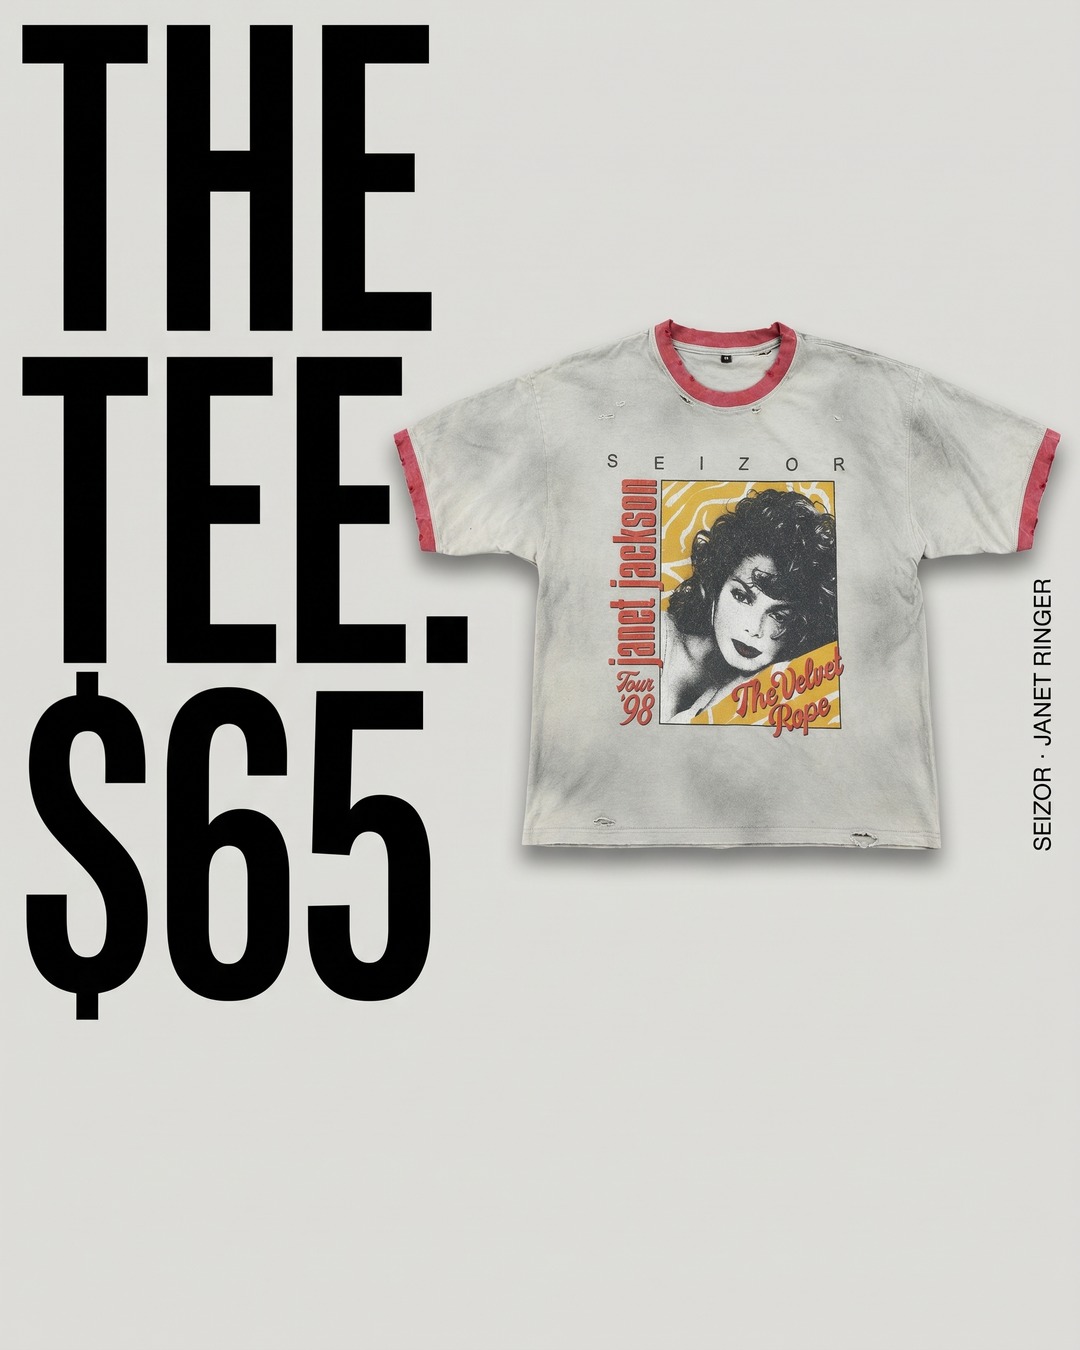 THE
TEE.
$65
SEIZOR
janet jackson
Tour
'98
The Velvet
Rope
SEIZOR · JANET RINGER